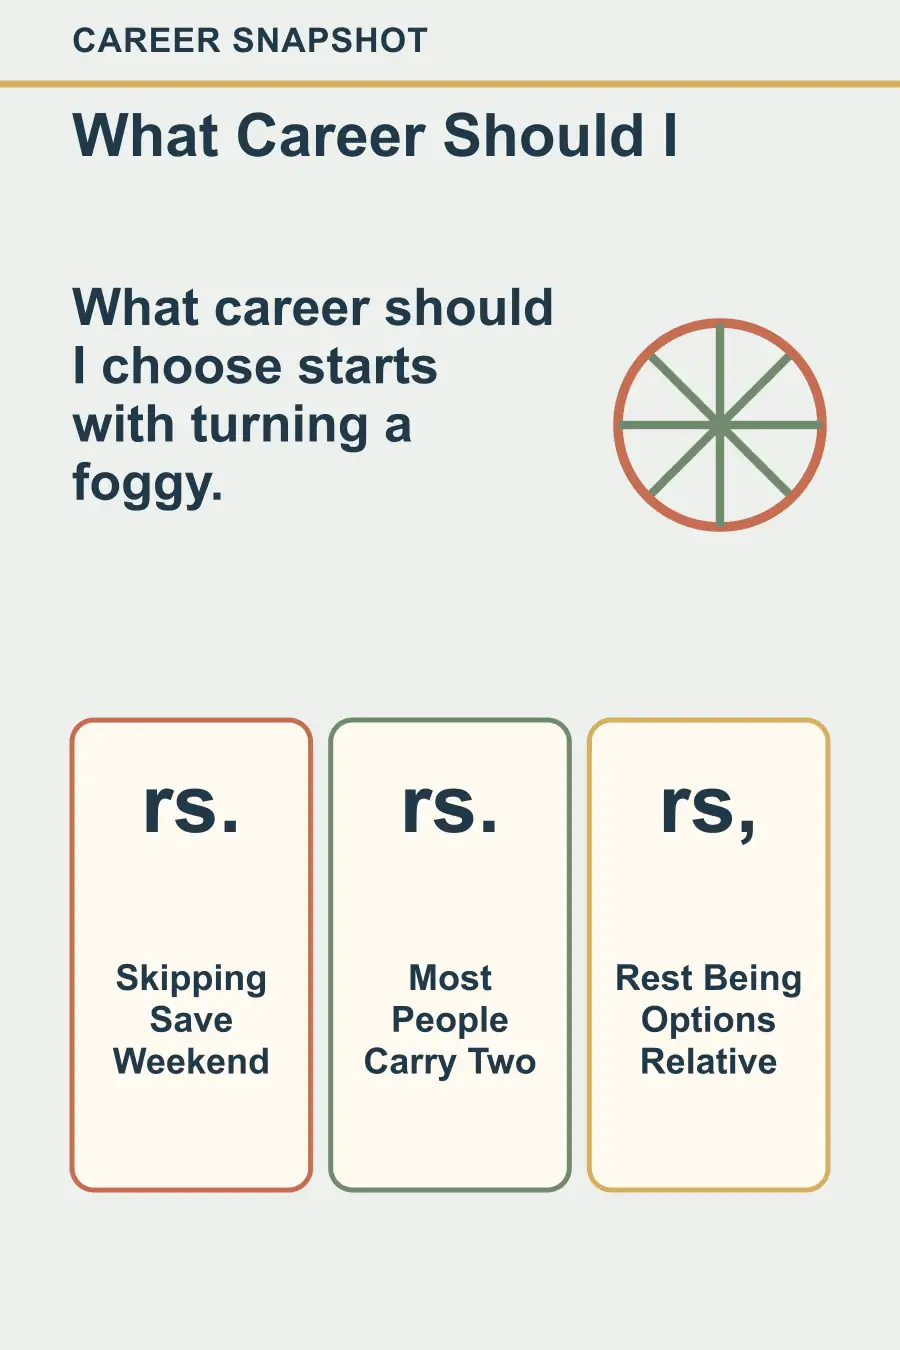 CAREER SNAPSHOT
What Career Should I
What career should
I choose starts
with turning a
foggy.
rs.
Skipping
Save
Weekend
rs.
Most
People
Carry Two
rs,
Rest Being
Options
Relative